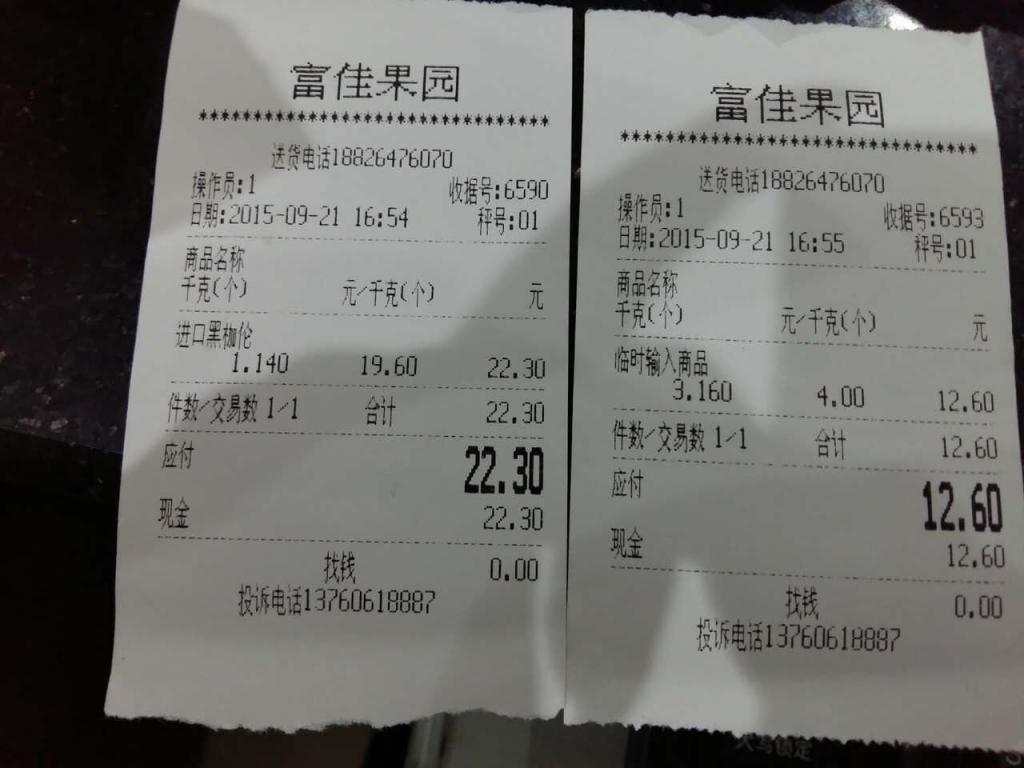 富佳果园
******************************
送货电话18826476070
操作员:1 收据号:6590
日期:2015-09-21 16:54 秤号:01
商品名称
千克(个) 元/千克(个) 元
进口黑枷伦
1.140 19.60 22.30
件数/交易数 1/1 合计 22.30
应付 22.30
现金 22.30
找钱 0.00
投诉电话13760618887
富佳果园
******************************
送货电话18826476070
操作员:1 收据号:6593
日期:2015-09-21 16:55 秤号:01
商品名称
千克(个) 元/千克(个) 元
临时输入商品
3.160 4.00 12.60
件数/交易数 1/1 合计 12.60
应付 12.60
现金 12.60
找钱 0.00
投诉电话13760618887